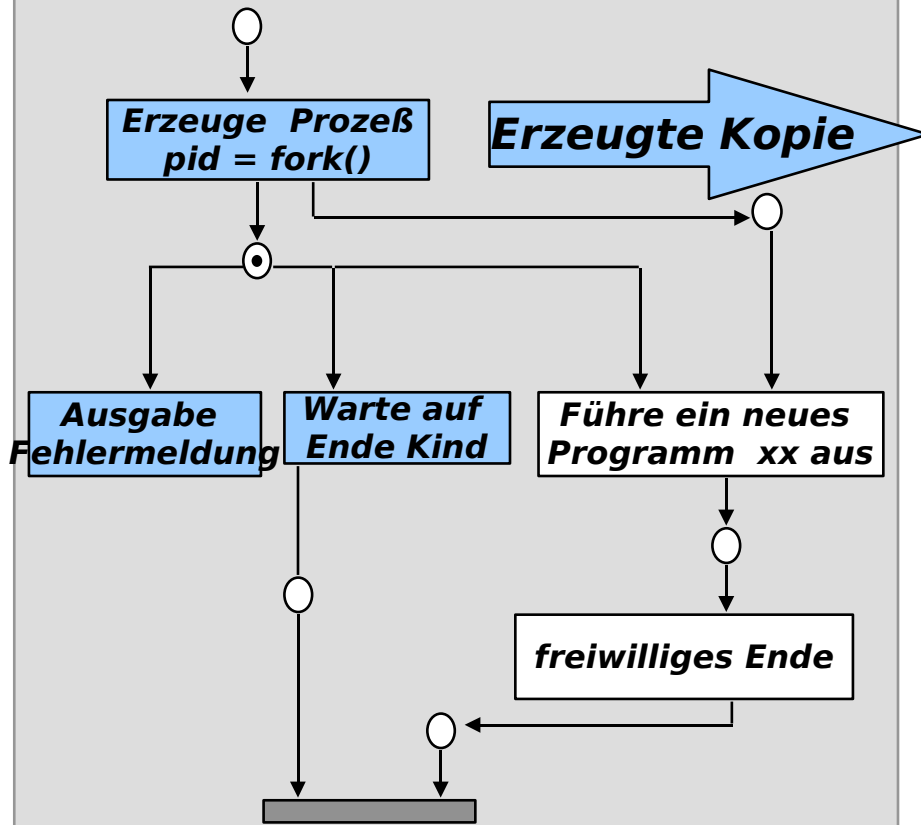 Erzeuge Prozeß
pid = fork()
Erzeugte Kopie
Ausgabe
Fehlermeldung
Warte auf
Ende Kind
Führe ein neues
Programm xx aus
freiwilliges Ende